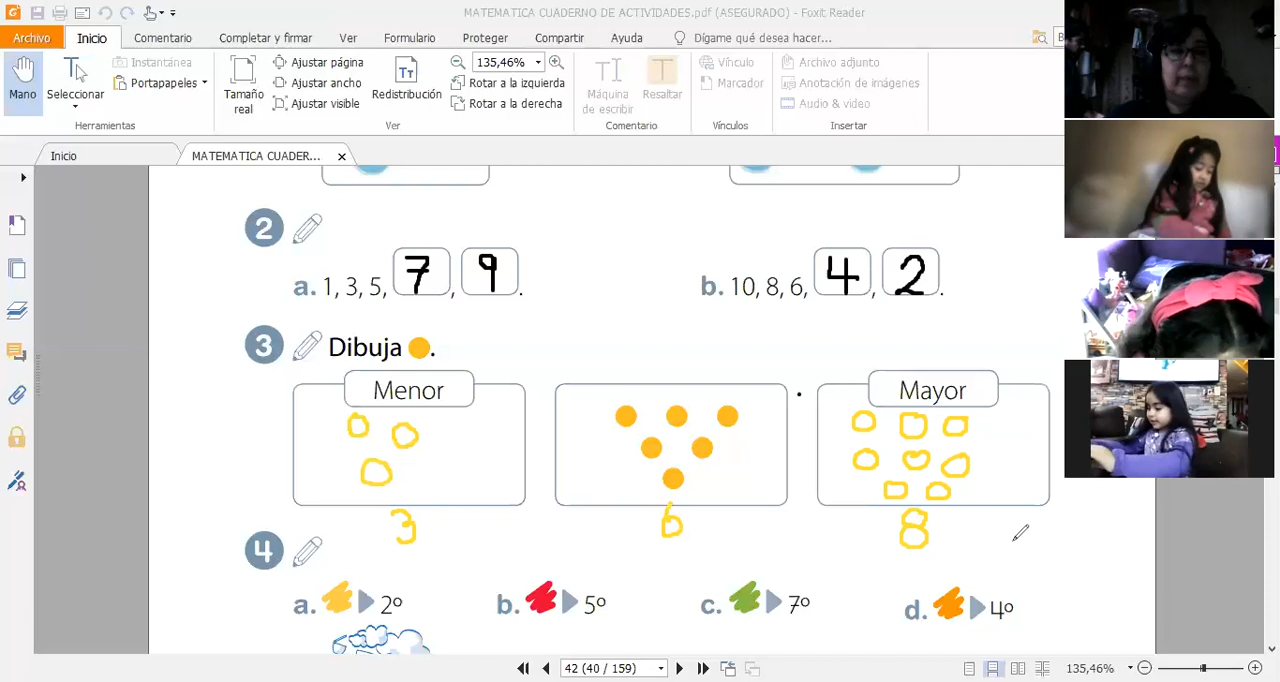 MATEMATICA CUADERNO DE ACTIVIDADES.pdf (ASEGURADO) - Foxit Reader
Archivo Inicio Comentario Completar y firmar Ver Formulario Proteger Compartir Ayuda Dígame qué desea hacer...
Mano
Seleccionar
Instantánea
Portapapeles
Herramientas
Tamaño real
Ajustar página
Ajustar ancho
Ajustar visible
Redistribución
135,46%
Rotar a la izquierda
Rotar a la derecha
Ver
Máquina de escribir
Resaltar
Comentario
Vínculo
Marcador
Vínculos
Archivo adjunto
Anotación de imágenes
Audio & video
Insertar
Inicio
MATEMATICA CUADER...
2
a. 1, 3, 5, 7, 9.
b. 10, 8, 6, 4, 2.
3 Dibuja .
Menor
Mayor
3 6 8
4
a. 2º
b. 5º
c. 7º
d. 4º
42 (40 / 159)
135,46%